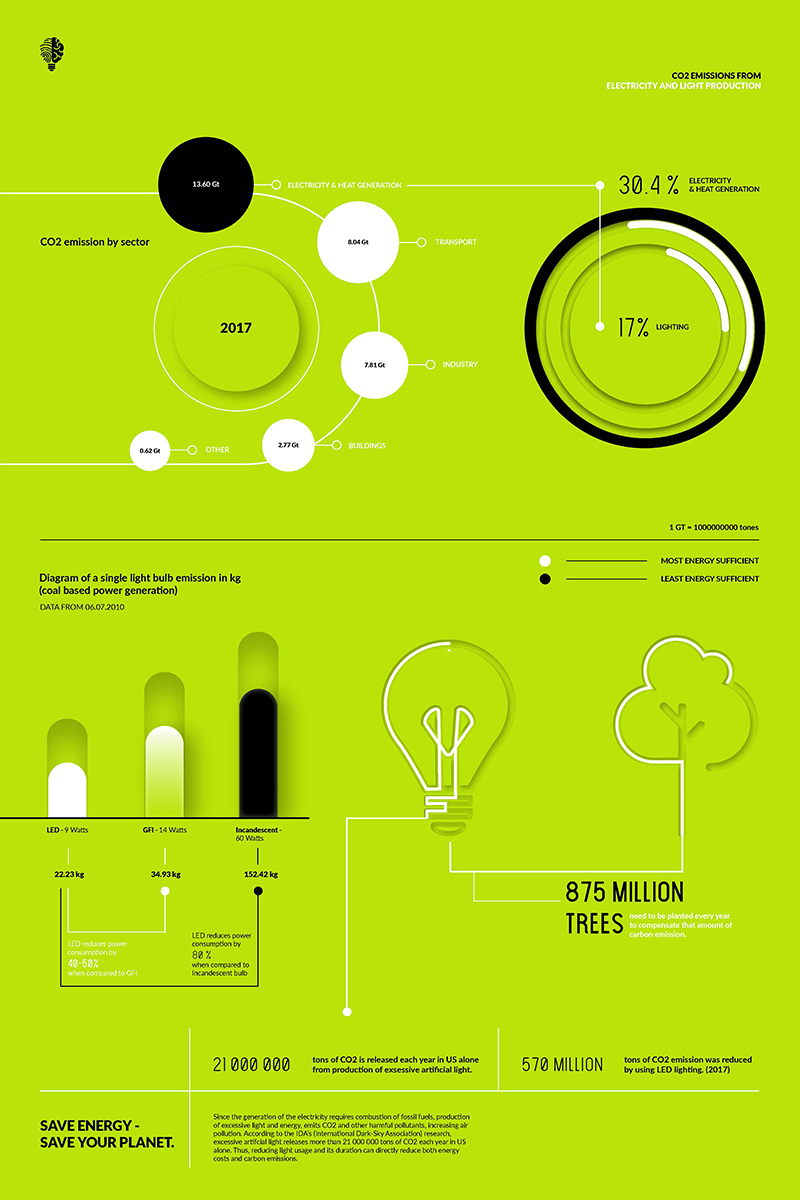 CO2 EMISSIONS FROM
ELECTRICITY AND LIGHT PRODUCTION
13.60 Gt
ELECTRICITY & HEAT GENERATION
30.4 %
ELECTRICITY
& HEAT GENERATION
CO2 emission by sector
8.04 Gt
TRANSPORT
2017
17%
LIGHTING
7.81 Gt
INDUSTRY
2.77 Gt
BUILDINGS
0.62 Gt
OTHER
1 GT = 1000000000 tones
MOST ENERGY SUFFICIENT
LEAST ENERGY SUFFICIENT
Diagram of a single light bulb emission in kg
(coal based power generation)
DATA FROM 06.07.2010
LED - 9 Watts
GFI - 14 Watts
Incandescent -
60 Watts
22.23 kg
34.93 kg
152.42 kg
LED reduces power
consumption by
40-50%
when compared to GFI
LED reduces power
consumption by
80 %
when compared to
Incandescent bulb
875 MILLION
TREES
need to be planted every year
to compensate that amount of
carbon emission.
21 000 000
tons of CO2 is released each year in US alone
from production of exsessive artificial light.
570 MILLION
tons of CO2 emission was reduced
by using LED lighting. (2017)
SAVE ENERGY -
SAVE YOUR PLANET.
Since the generation of the electricity requires combustion of fossil fuels, production
of excessive light and energy, emits CO2 and other harmful pollutants, increasing air
pollution. According to the IDA's (International Dark-Sky Association) research,
excessive artifcial light releases more than 21 000 000 tons of CO2 each year in US
alone. Thus, reducing light usage and its duration can directly reduce both energy
costs and carbon emissions.